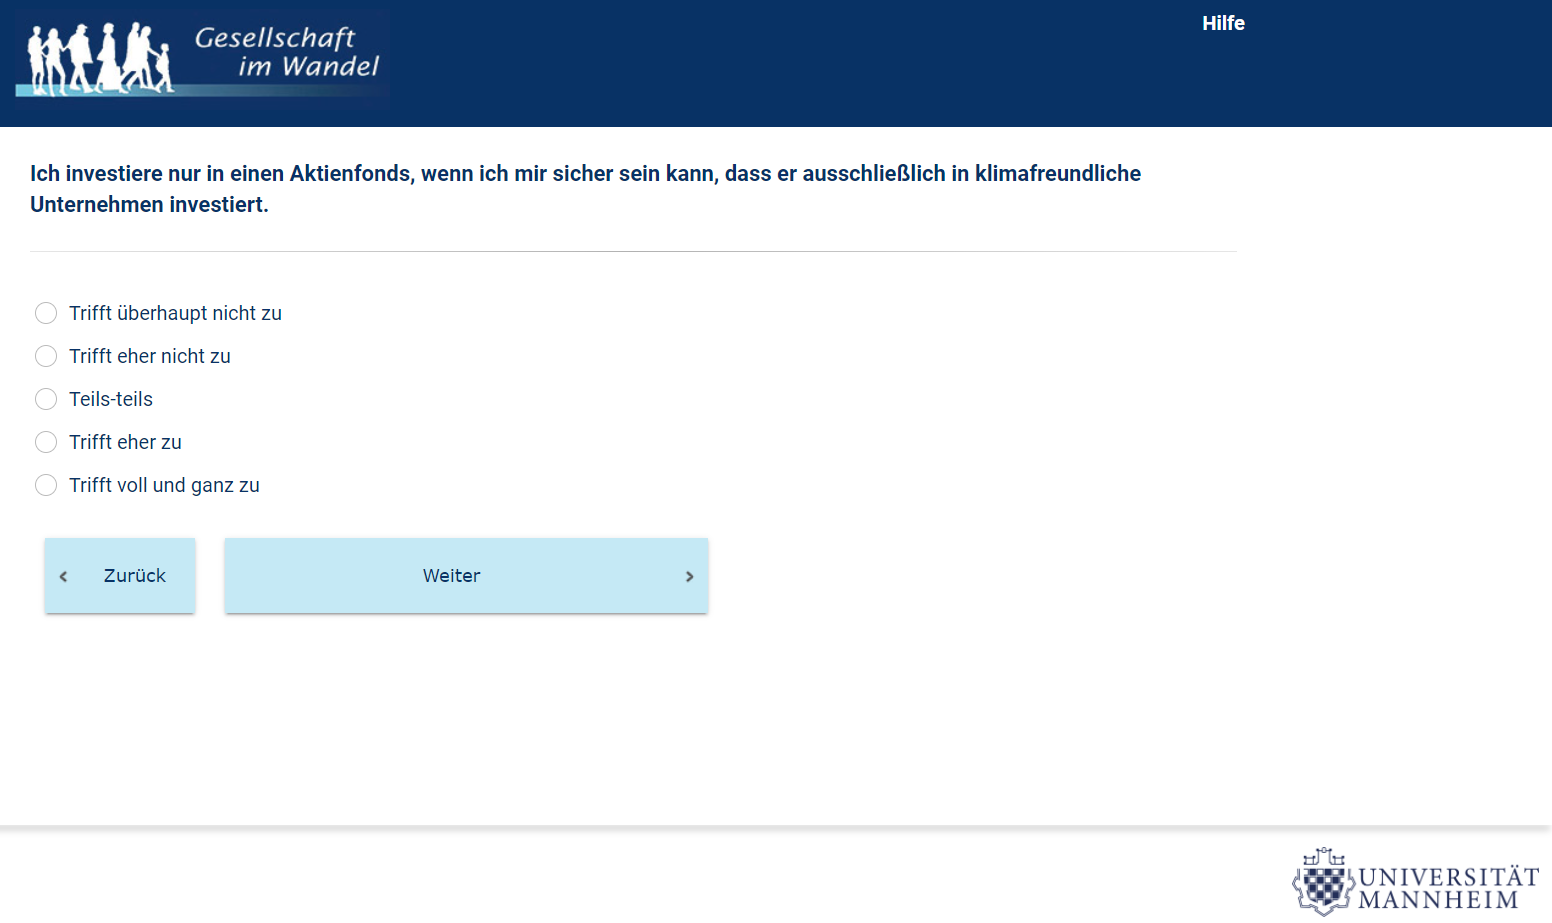 Gesellschaft
im Wandel
Hilfe
Ich investiere nur in einen Aktienfonds, wenn ich mir sicher sein kann, dass er ausschließlich in klimafreundliche
Unternehmen investiert.
Trifft überhaupt nicht zu
Trifft eher nicht zu
Teils-teils
Trifft eher zu
Trifft voll und ganz zu
Zurück
Weiter
UNIVERSITÄT
MANNHEIM